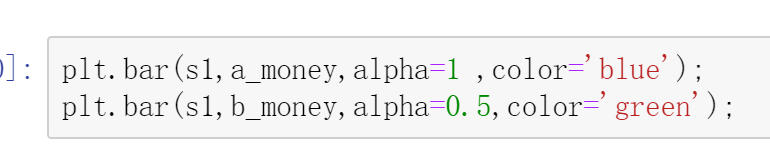 ]:
plt.bar(s1,a_money,alpha=1 ,color='blue');
plt.bar(s1,b_money,alpha=0.5,color='green');